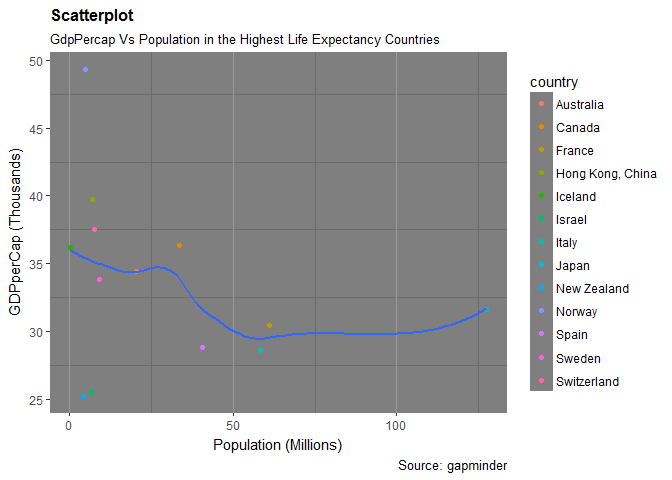 Scatterplot
GdpPercap Vs Population in the Highest Life Expectancy Countries
50
45
40
35
30
25
GDPperCap (Thousands)
0
50
100
Population (Millions)
Source: gapminder
country
Australia
Canada
France
Hong Kong, China
Iceland
Israel
Italy
Japan
New Zealand
Norway
Spain
Sweden
Switzerland